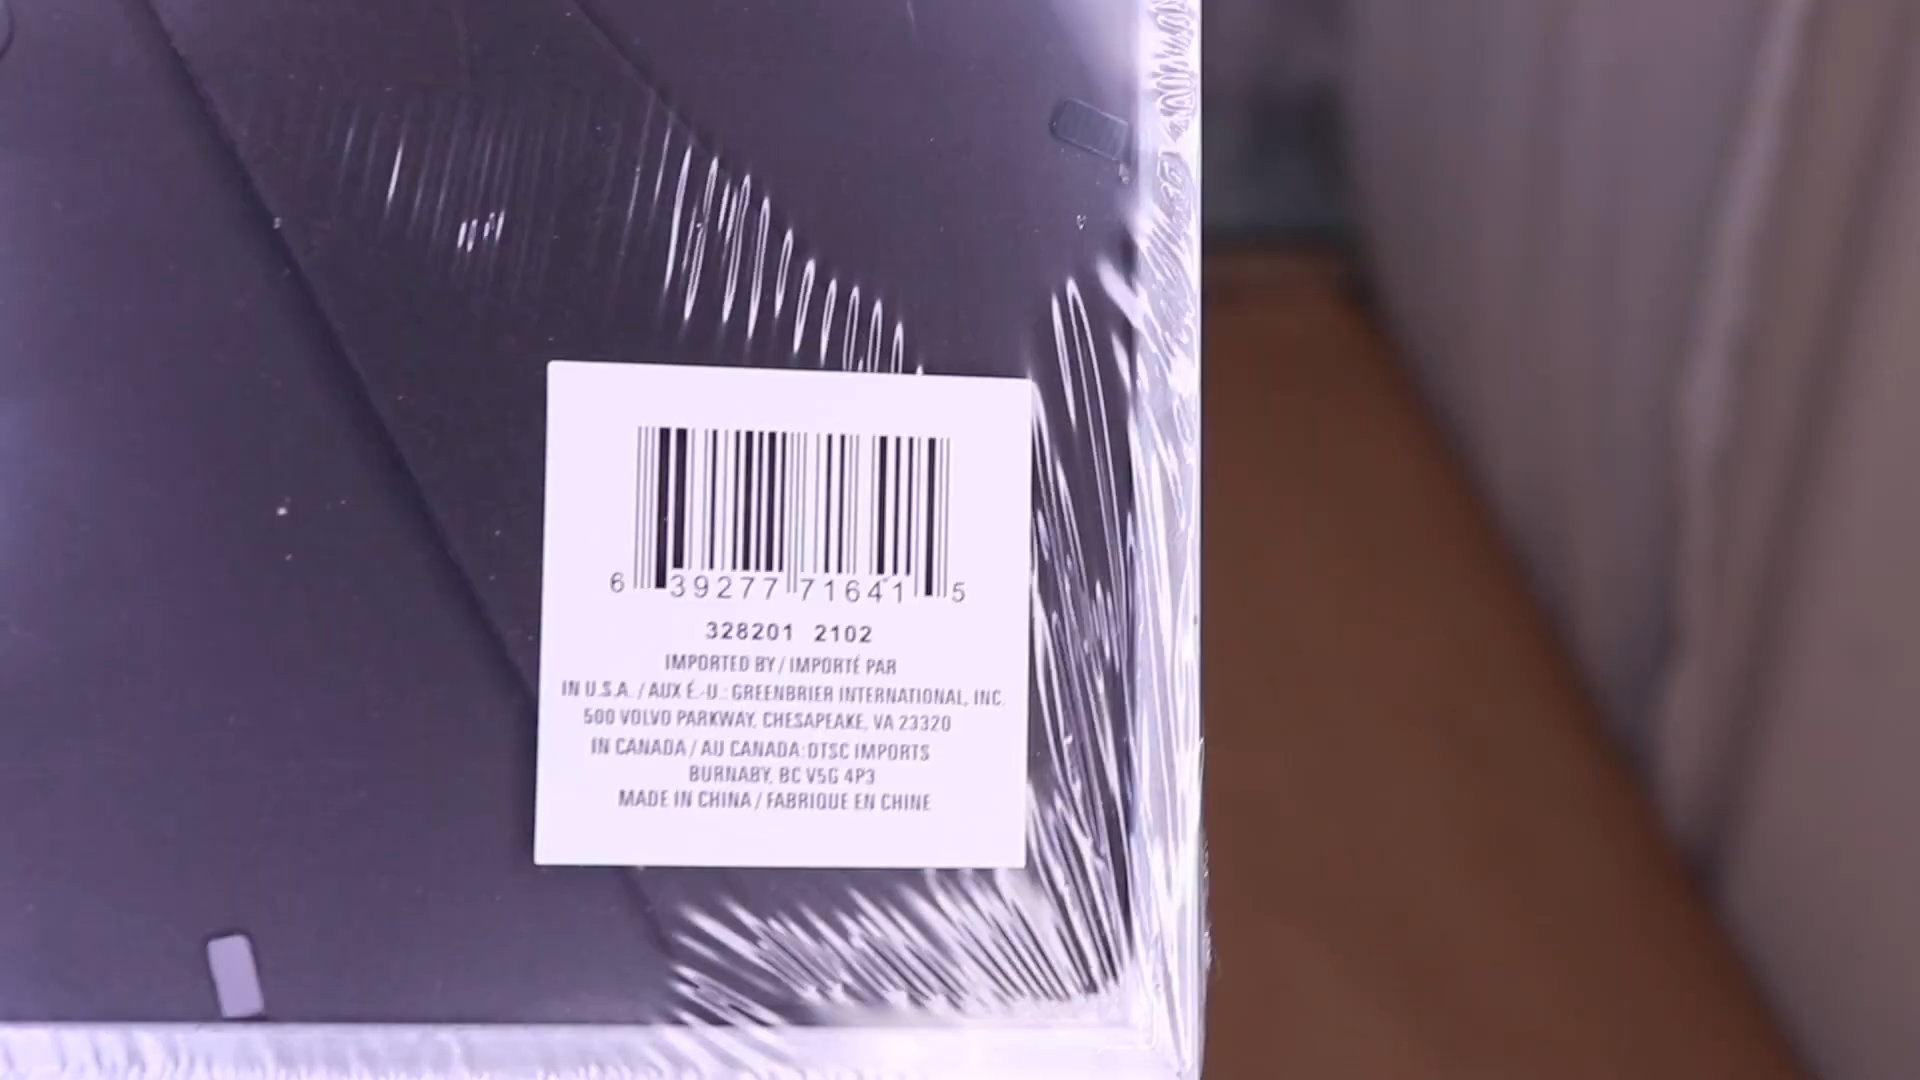 6 39277 71641 5
328201 2102
IMPORTED BY / IMPORTÉ PAR
IN U.S.A. / AUX É.-U.: GREENBRIER INTERNATIONAL, INC.
500 VOLVO PARKWAY, CHESAPEAKE, VA 23320
IN CANADA / AU CANADA: DTSC IMPORTS
BURNABY, BC V5G 4P3
MADE IN CHINA / FABRIQUE EN CHINE